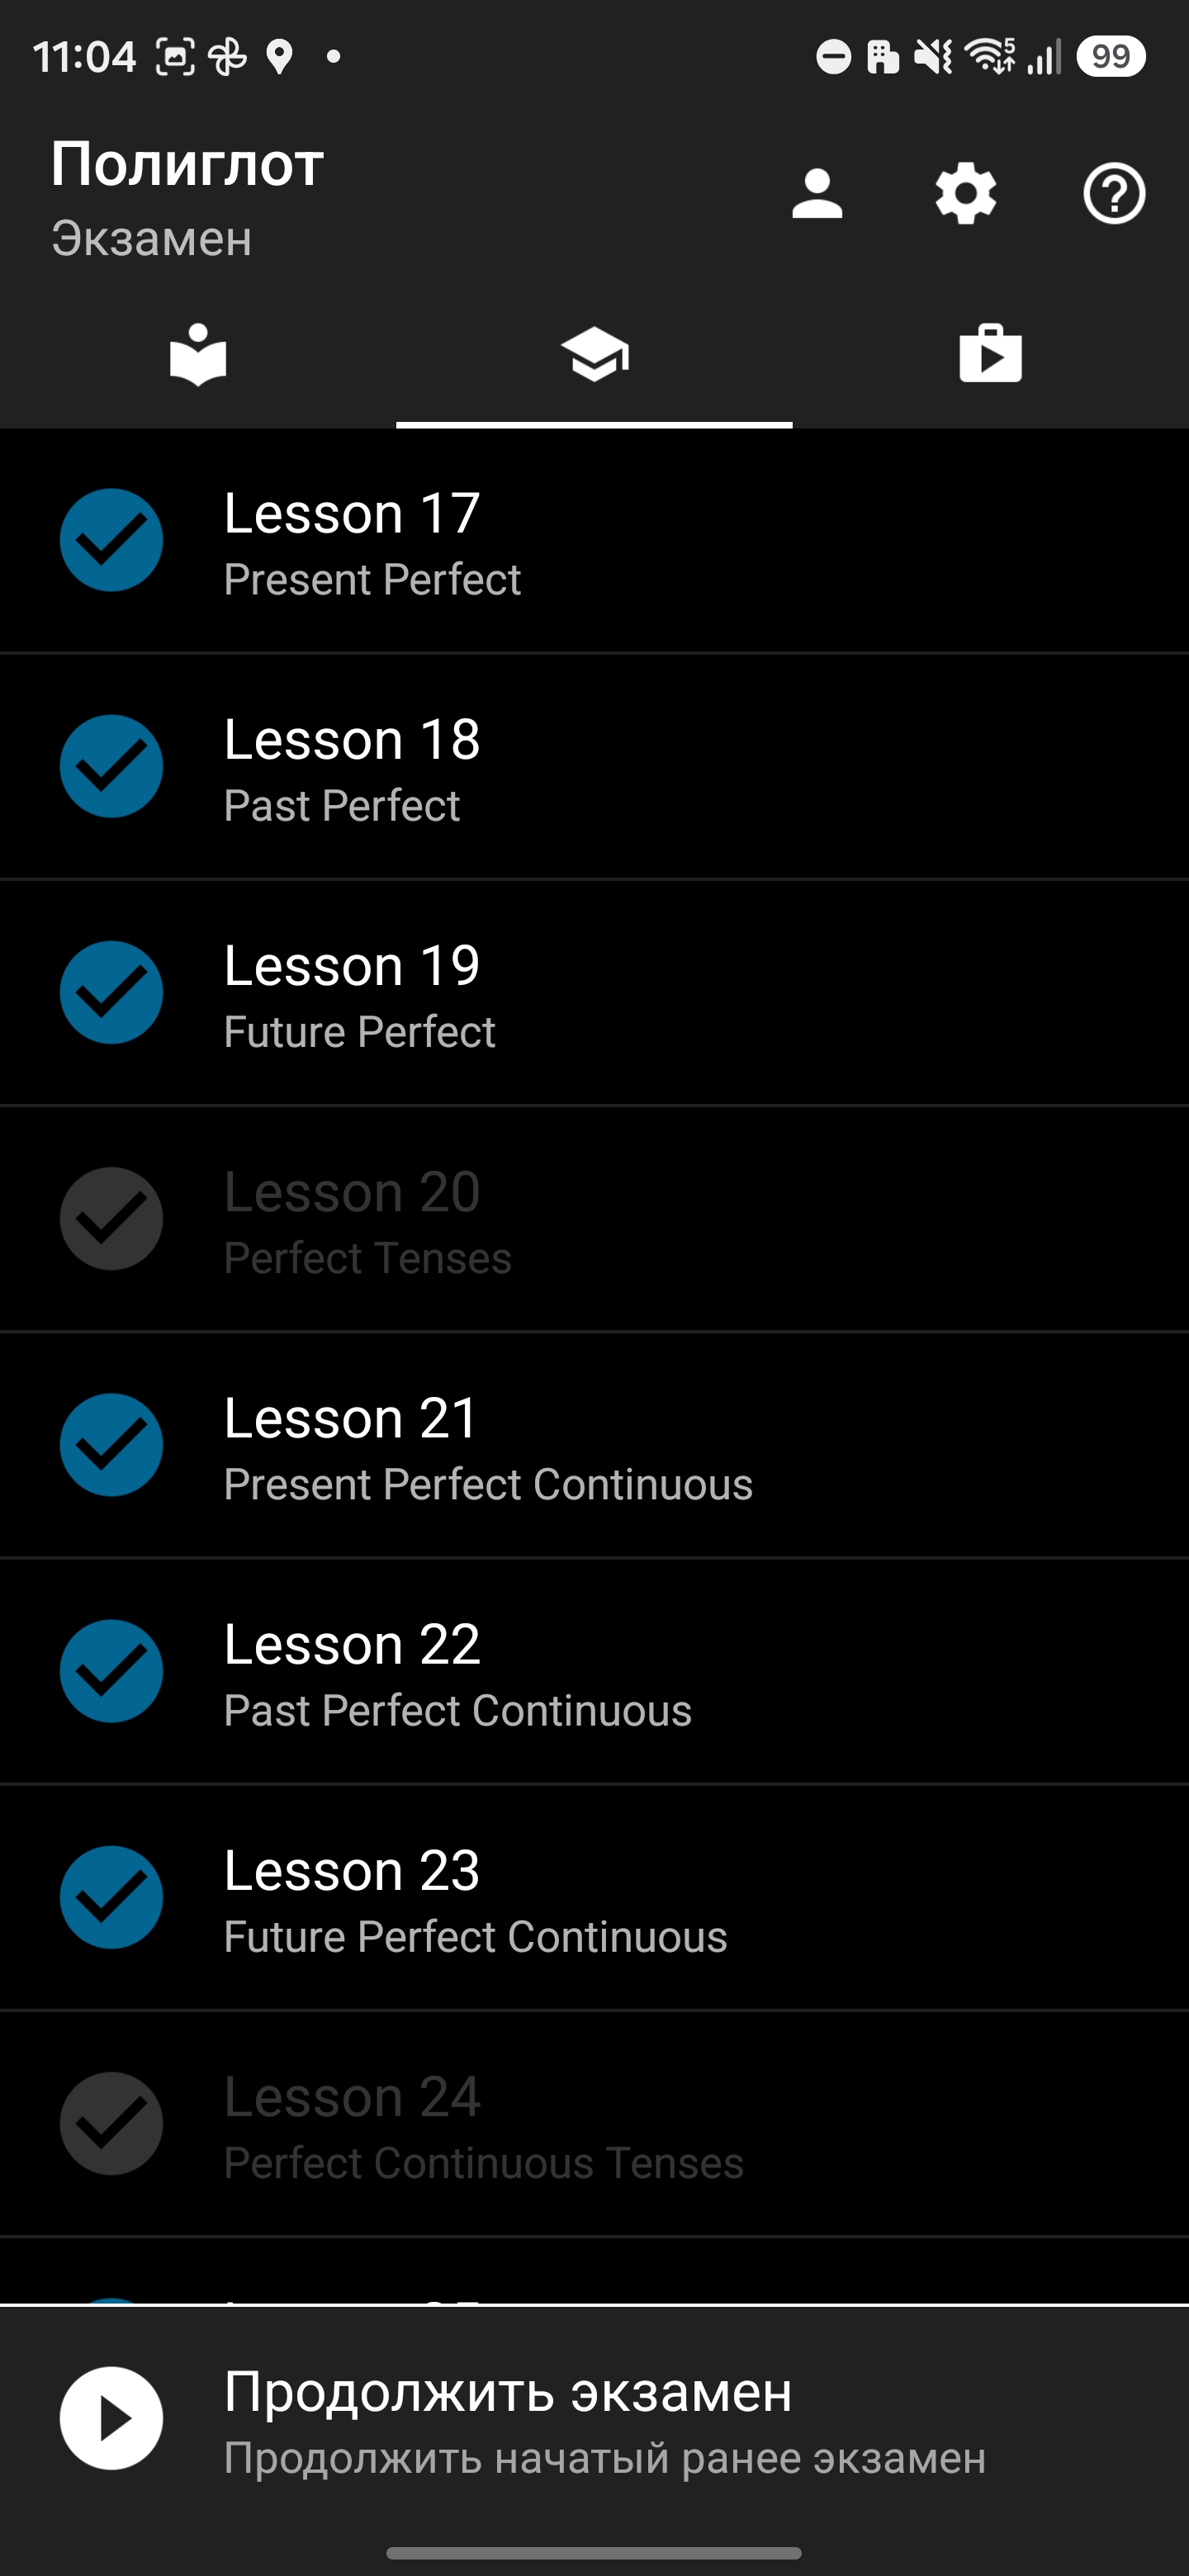 11:04
5
99
Полиглот
Экзамен
Lesson 17
Present Perfect
Lesson 18
Past Perfect
Lesson 19
Future Perfect
Lesson 20
Perfect Tenses
Lesson 21
Present Perfect Continuous
Lesson 22
Past Perfect Continuous
Lesson 23
Future Perfect Continuous
Lesson 24
Perfect Continuous Tenses
Продолжить экзамен
Продолжить начатый ранее экзамен